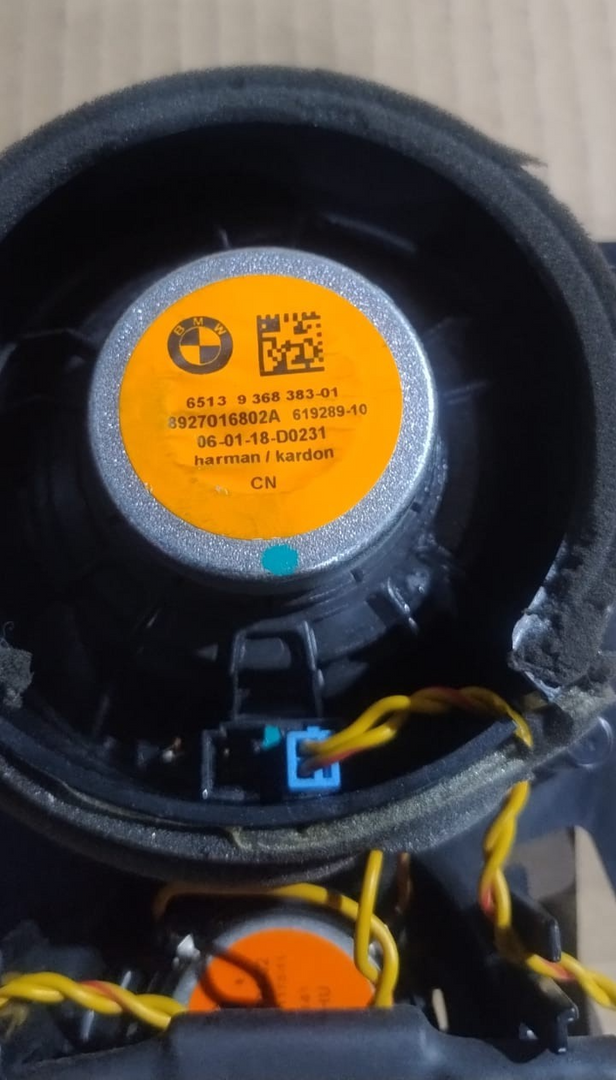 BMW
6513 9 368 383-01
8927016802A 619289-10
06-01-18-D0231
harman / kardon
CN